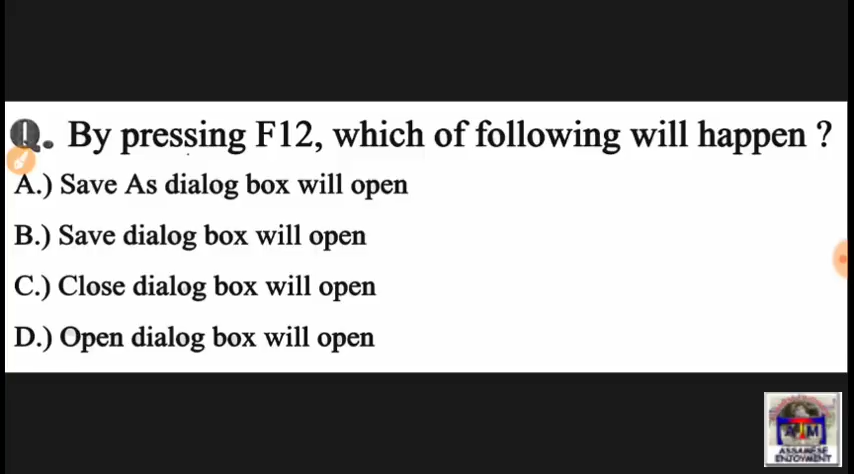 Q. By pressing F12, which of following will happen ?
A.) Save As dialog box will open
B.) Save dialog box will open
C.) Close dialog box will open
D.) Open dialog box will open
ATM
ASSAMESE
ENJOYMENT